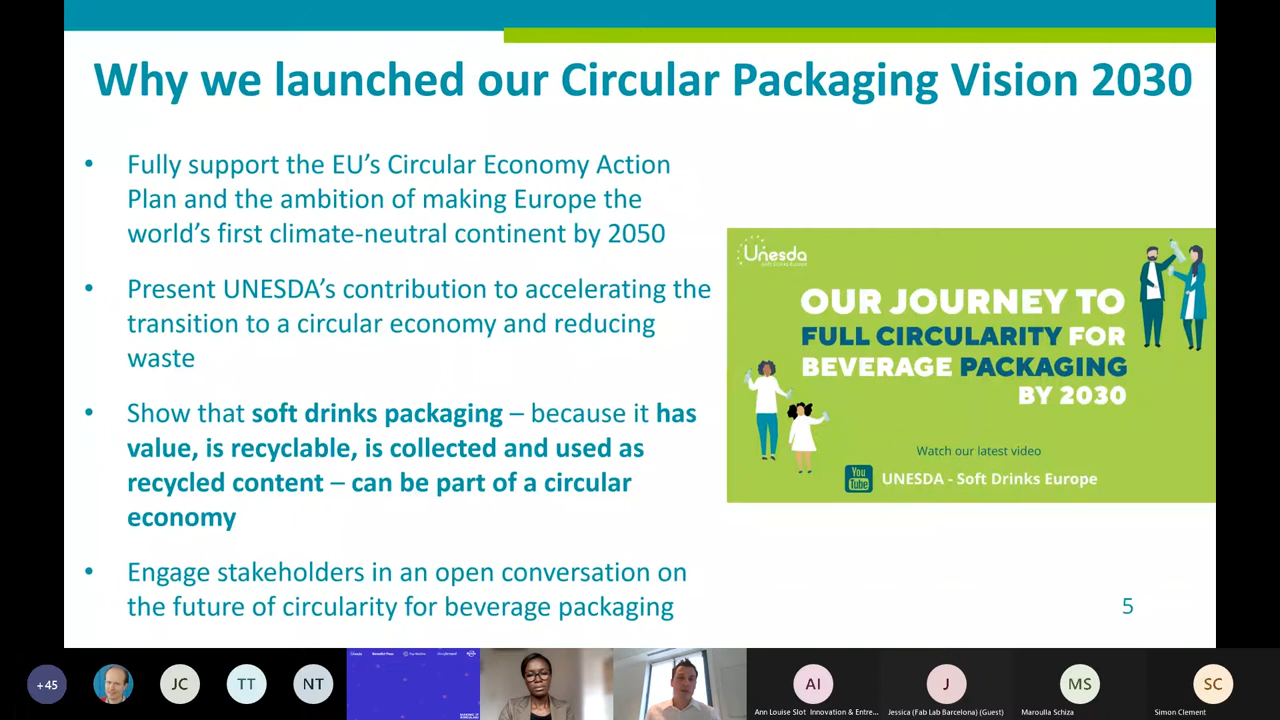 Why we launched our Circular Packaging Vision 2030
• Fully support the EU's Circular Economy Action
Plan and the ambition of making Europe the
world's first climate-neutral continent by 2050
• Present UNESDA's contribution to accelerating the
transition to a circular economy and reducing
waste
• Show that soft drinks packaging – because it has
value, is recyclable, is collected and used as
recycled content – can be part of a circular
economy
• Engage stakeholders in an open conversation on
the future of circularity for beverage packaging
Unesda
Soft Drinks Europe
OUR JOURNEY TO
FULL CIRCULARITY FOR
BEVERAGE PACKAGING
BY 2030
Watch our latest video
You
Tube
UNESDA - Soft Drinks Europe
5
+45
JC
TT
NT
AI
J
MS
SC
Ann Louise Slot Innovation & Entre...
Jessica (Fab Lab Barcelona) (Guest)
Maroulla Schiza
Simon Clement